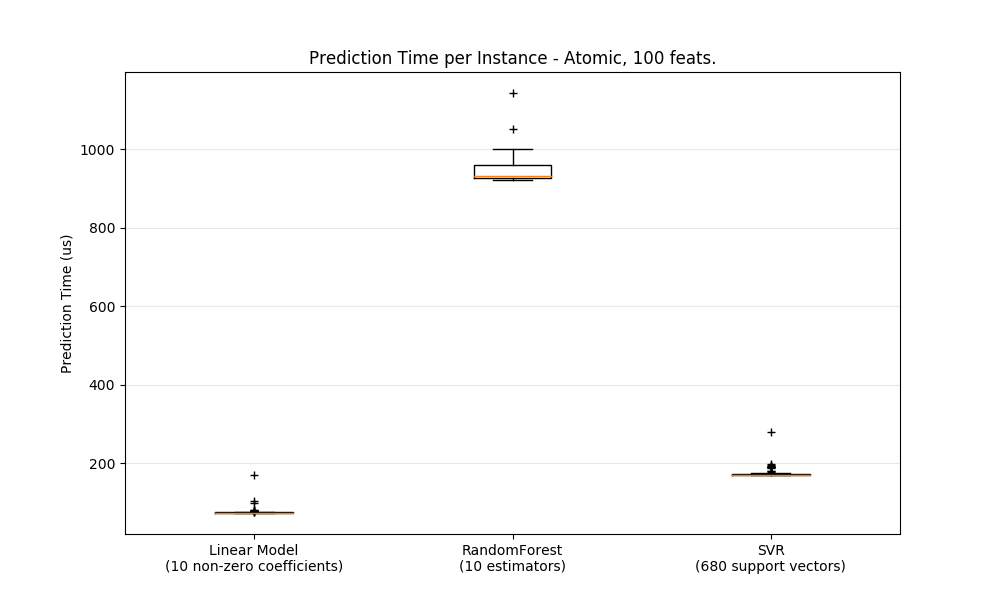 Prediction Time per Instance - Atomic, 100 feats.
Prediction Time (us)
1000
800
600
400
200
Linear Model
(10 non-zero coefficients)
RandomForest
(10 estimators)
SVR
(680 support vectors)